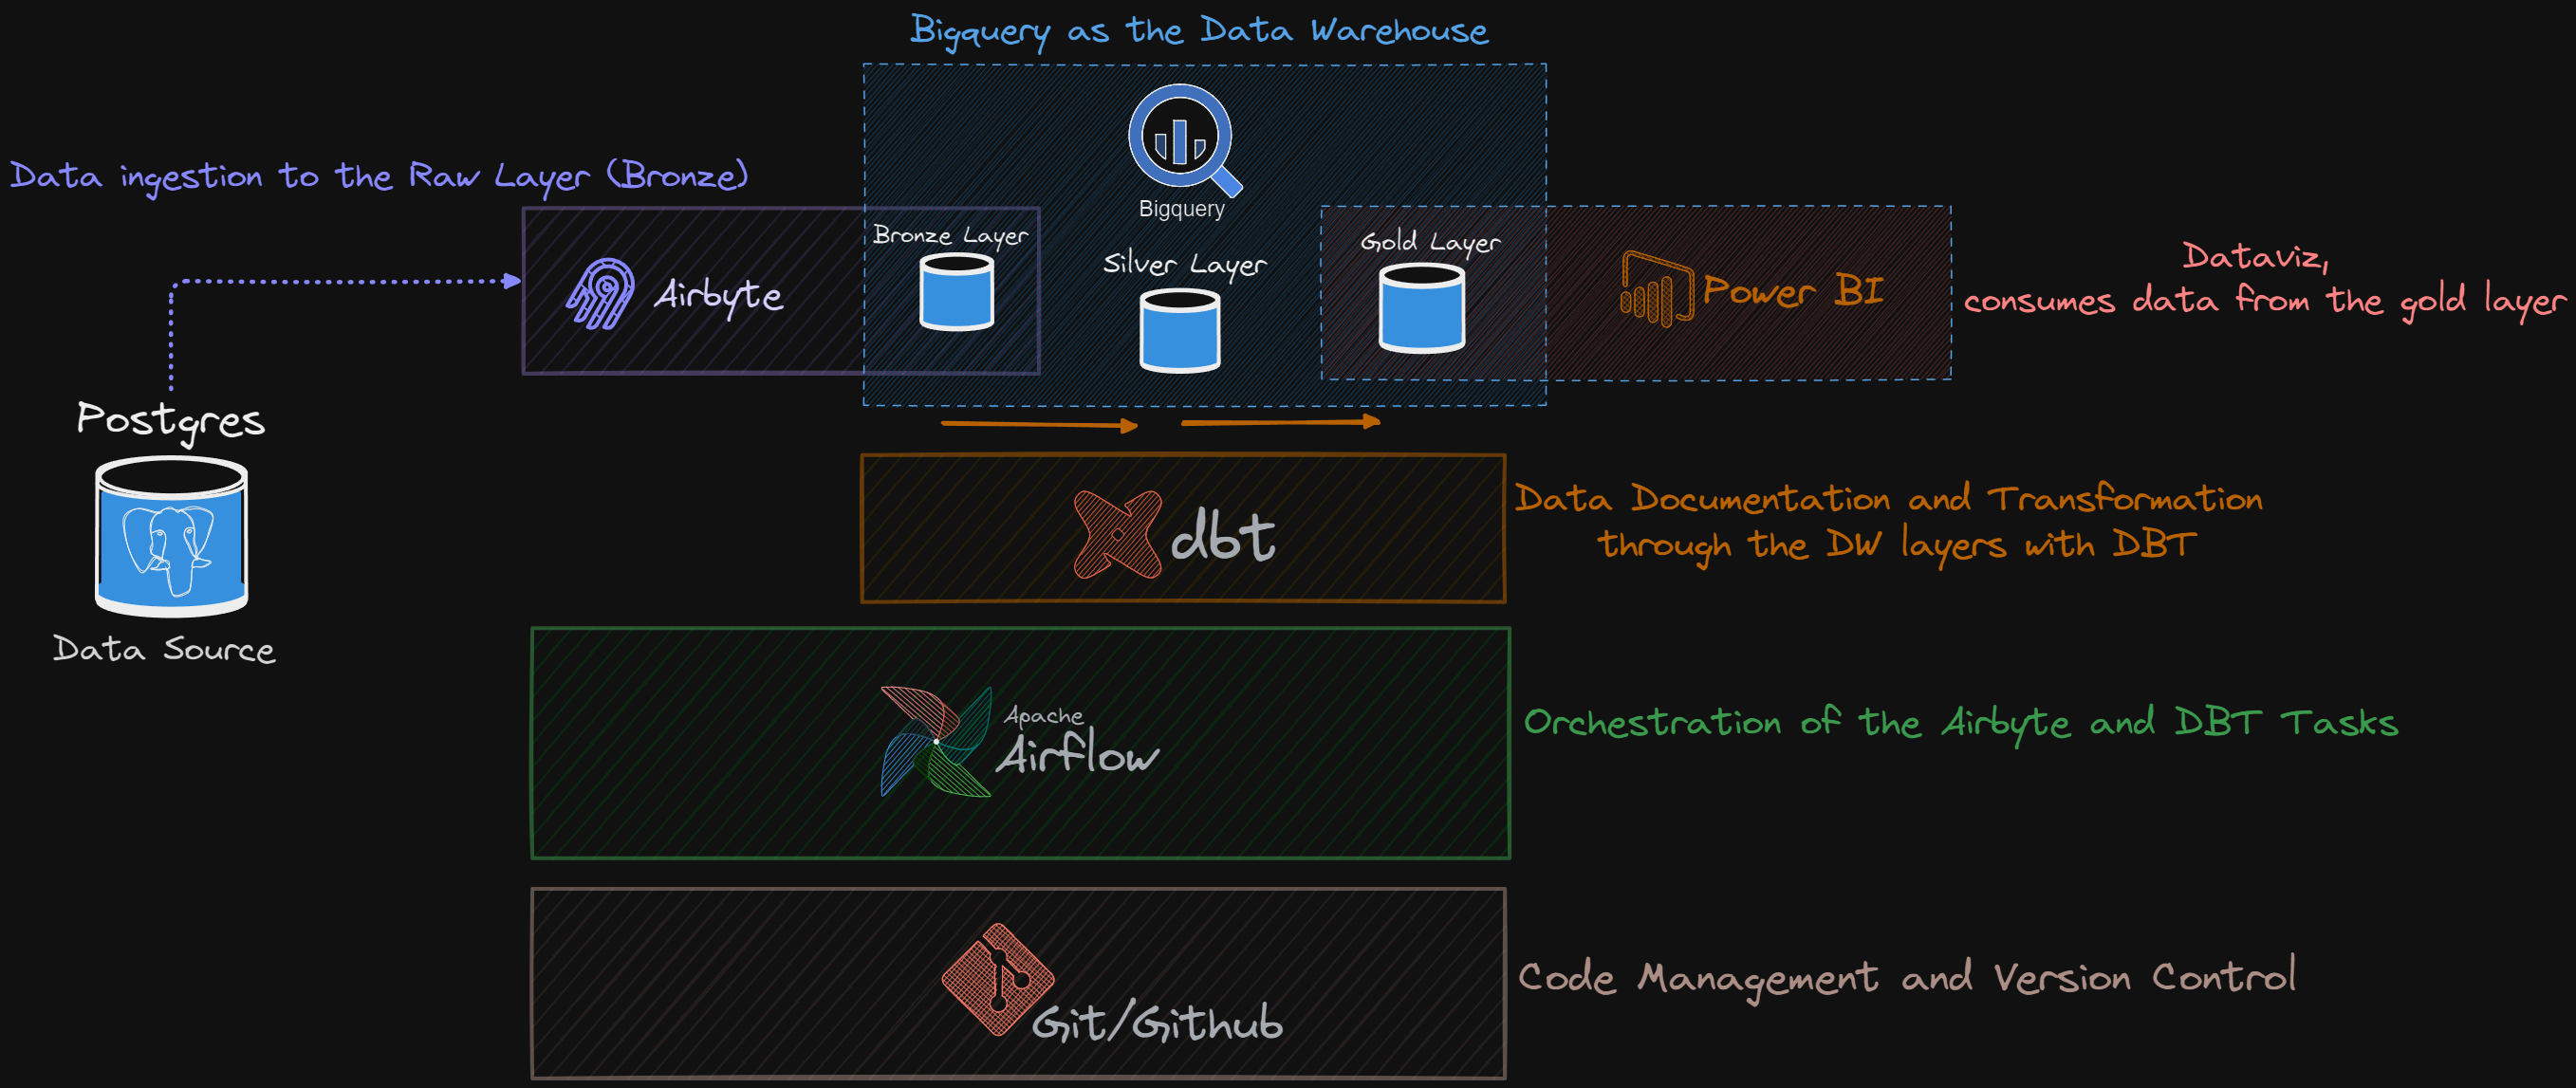 Bigquery as the Data Warehouse
Bigquery
Data ingestion to the Raw Layer (Bronze)
Airbyte
Bronze Layer
Silver Layer
Gold Layer
Power BI
Dataviz,
consumes data from the gold layer
Postgres
Data Source
dbt
Data Documentation and Transformation
through the DW layers with DBT
Apache
Airflow
Orchestration of the Airbyte and DBT Tasks
Git/Github
Code Management and Version Control